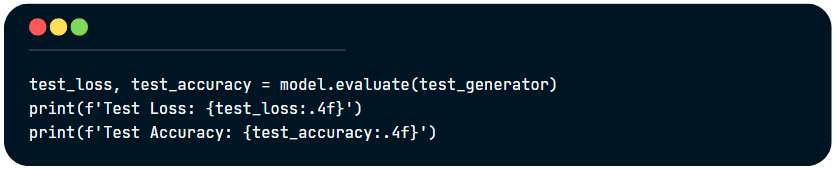 test_loss, test_accuracy = model.evaluate(test_generator)
print(f'Test Loss: {test_loss:.4f}')
print(f'Test Accuracy: {test_accuracy:.4f}')